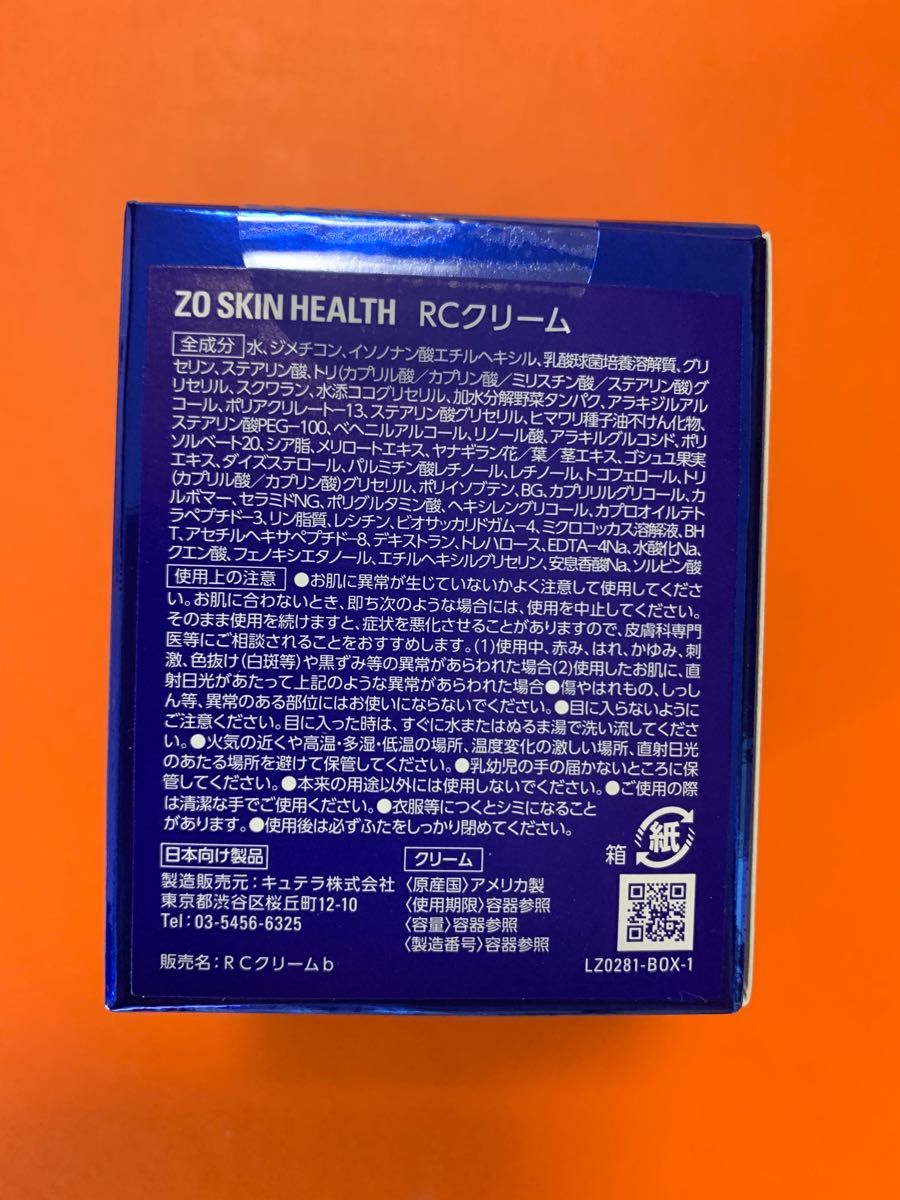 ZO SKIN HEALTH RCクリーム
全成分 水、ジメチコン、イソノナン酸エチルヘキシル、乳酸球菌培養溶解質、グリ
セリン、ステアリン酸、トリ(カプリル酸/カプリン酸/ミリスチン酸/ステアリン酸)グ
リセリル、スクワラン、水添ココグリセリル、加水分解野菜タンパク、アラキジルアル
コール、ポリアクリレート-13、ステアリン酸グリセリル、ヒマワリ種子油不けん化物、
ステアリン酸PEG-100、ベヘニルアルコール、リノール酸、アラキルグルコシド、ポリ
ソルベート20、シア脂、メリロートエキス、ヤナギラン花/葉/茎エキス、ゴシュユ果実
エキス、ダイズステロール、パルミチン酸レチノール、レチノール、トコフェロール、トリ
(カプリル酸/カプリン酸)グリセリル、ポリイソブテン、BG、カプリリルグリコール、カ
ルボマー、セラミドNG、ポリグルタミン酸、ヘキシレングリコール、カプロオイルテト
ラペプチド-3、リン脂質、レシチン、ビオサッカリドガム-4、ミクロコッカス溶解液、BH
T、アセチルヘキサペプチド-8、デキストラン、トレハロース、EDTA-4Na、水酸化Na、
クエン酸、フェノキシエタノール、エチルヘキシルグリセリン、安息香酸Na、ソルビン酸
使用上の注意 ●お肌に異常が生じていないかよく注意して使用してくださ
い。お肌に合わないとき、即ち次のような場合には、使用を中止してください。
そのまま使用を続けますと、症状を悪化させることがありますので、皮膚科専門
医等にご相談されることをおすすめします。(1)使用中、赤み、はれ、かゆみ、刺
激、色抜け(白斑等)や黒ずみ等の異常があらわれた場合(2)使用したお肌に、直
射日光があたって上記のような異常があらわれた場合●傷やはれもの、しっし
ん等、異常のある部位にはお使いにならないでください。●目に入らないように
ご注意ください。目に入った時は、すぐに水またはぬるま湯で洗い流してくださ
い。●火気の近くや高温・多湿・低温の場所、温度変化の激しい場所、直射日光
のあたる場所を避けて保管してください。●乳幼児の手の届かないところに保
管してください。●本来の用途以外には使用しないでください。●ご使用の際
は清潔な手でご使用ください。●衣服等につくとシミになること
があります。●使用後は必ずふたをしっかり閉めてください。
箱 紙
日本向け製品
製造販売元:キュテラ株式会社
東京都渋谷区桜丘町12-10
Tel:03-5456-6325
販売名:RCクリームb
クリーム
〈原産国〉アメリカ製
〈使用期限〉容器参照
〈容量〉容器参照
〈製造番号〉容器参照
LZ0281-BOX-1